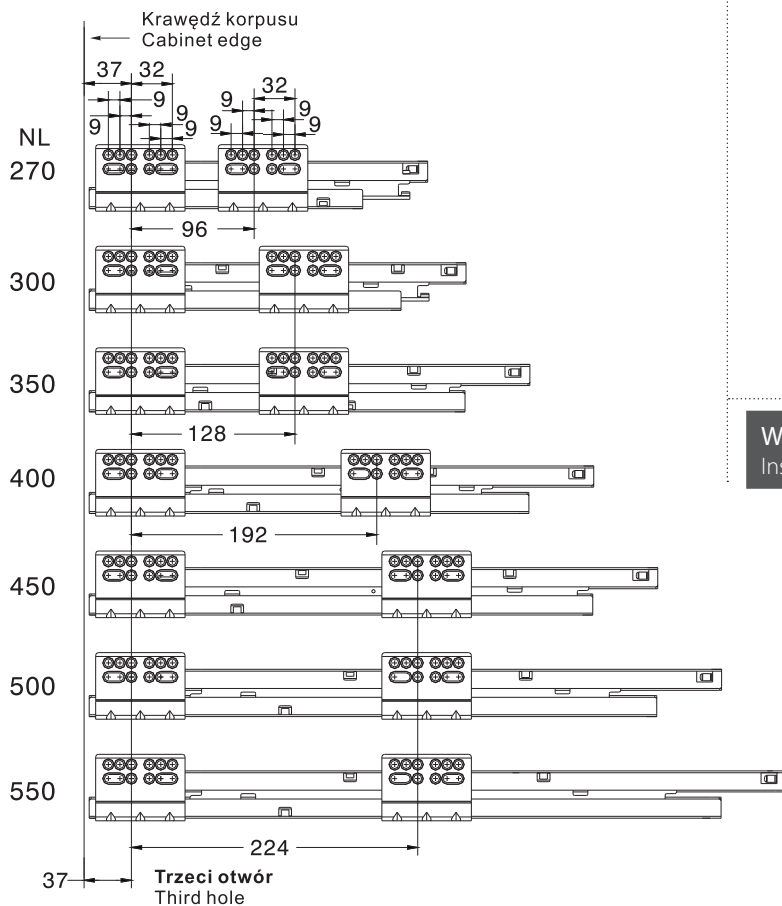 Krawędź korpusu
Cabinet edge
37 32
32
9 9
9 9
9 9
9 9
NL
270
96
300
350
128
400
192
450
500
550
224
37
Trzeci otwór
Third hole
W
Ins